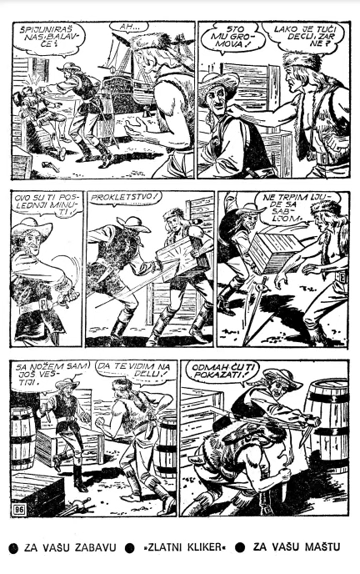 ŠPIJUNIRAŠ
NAS, BALAV-
ČE!
AH...
STO
MU GRO-
MOVA!
LAKO JE TUĆI
DECU, ZAR
NE?
OVO SU TI POS-
LEDNJI MINU-
TI!
PROKLETSTVO!
NE TRPIM LJU-
DE SA
SAB-
LJOM.
SA NOŽEM SAM
JOŠ VEŠ-
TIJI.
DA TE VIDIM NA
DELU!
ODMAH ĆU TI
POKAZATI!
96
● ZA VAŠU ZABAVU ● »ZLATNI KLIKER« ● ZA VAŠU MAŠTU